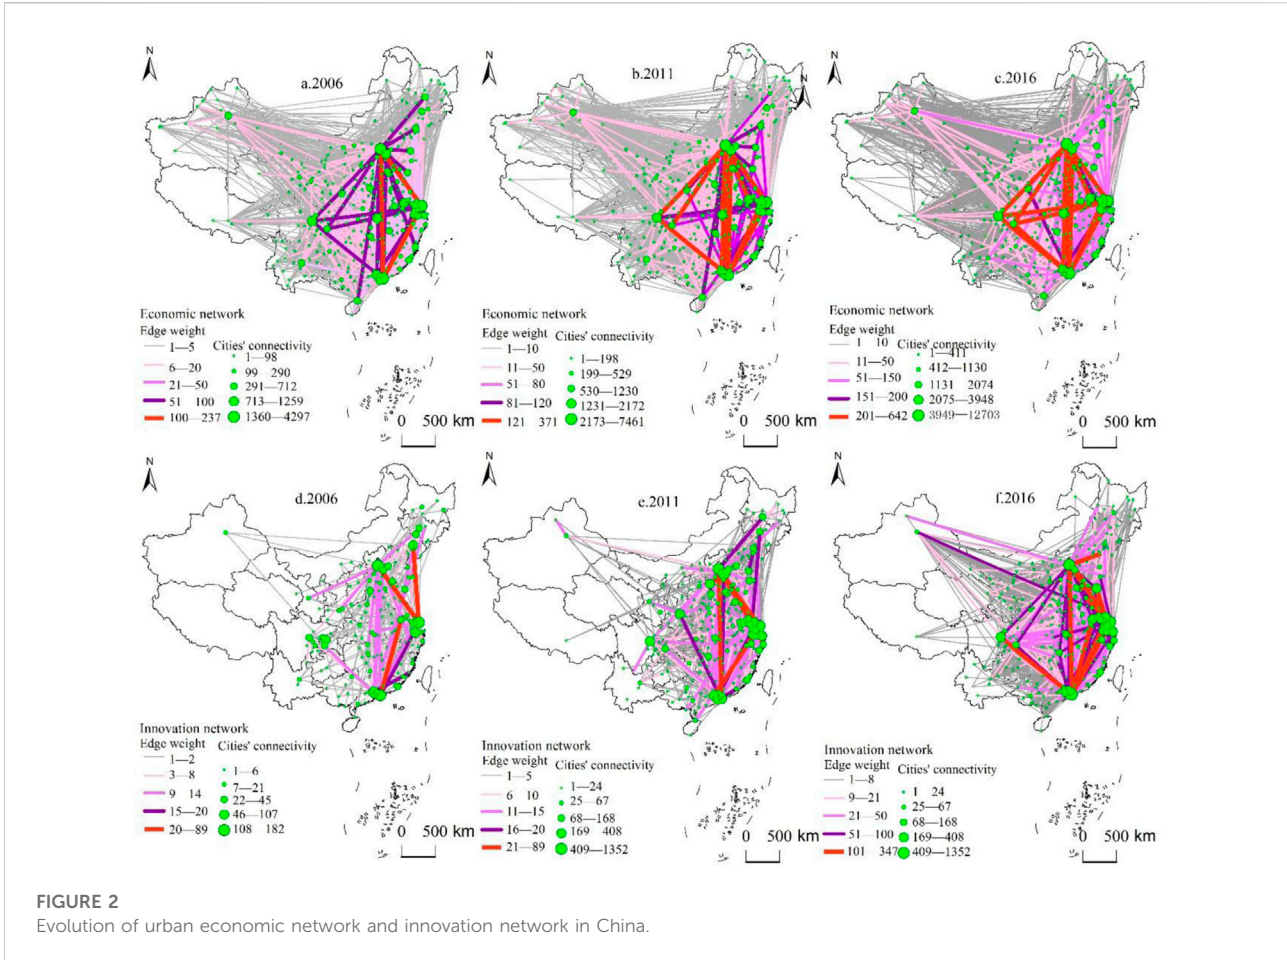 N
a.2006
Economic network
Edge weight
Cities' connectivity
1—5
6—20
21—50
51 100
100—237
1—98
99 290
291—712
713—1259
1360—4297
0 500 km
N
b.2011
N
Economic network
Edge weight
Cities' connectivity
1—10
11—50
51 80
81—120
121 371
1—198
199—529
530—1230
1231—2172
2173—7461
0 500 km
N
c.2016
Economic network
Edge weight
Cities' connectivity
1 10
11—50
51—150
151—200
201—642
1—411
412—1130
1131 2074
2075—3948
3949—12703
0 500 km
N
d.2006
Innovation network
Edge weight
Cities' connectivity
1—2
3—8
9 14
15—20
20—89
1—6
7—21
22—45
46—107
108 182
0 500 km
N
e.2011
Innovation network
Edge weight
Cities' connectivity
1—5
6 10
11—15
16—20
21—89
1—24
25—67
68—168
169 408
409—1352
0 500 km
N
f.2016
Innovation network
Edge weight
Cities' connectivity
1—8
9—21
21—50
51—100
101 347
1 24
25—67
68—168
169—408
409—1352
0 500 km
FIGURE 2
Evolution of urban economic network and innovation network in China.